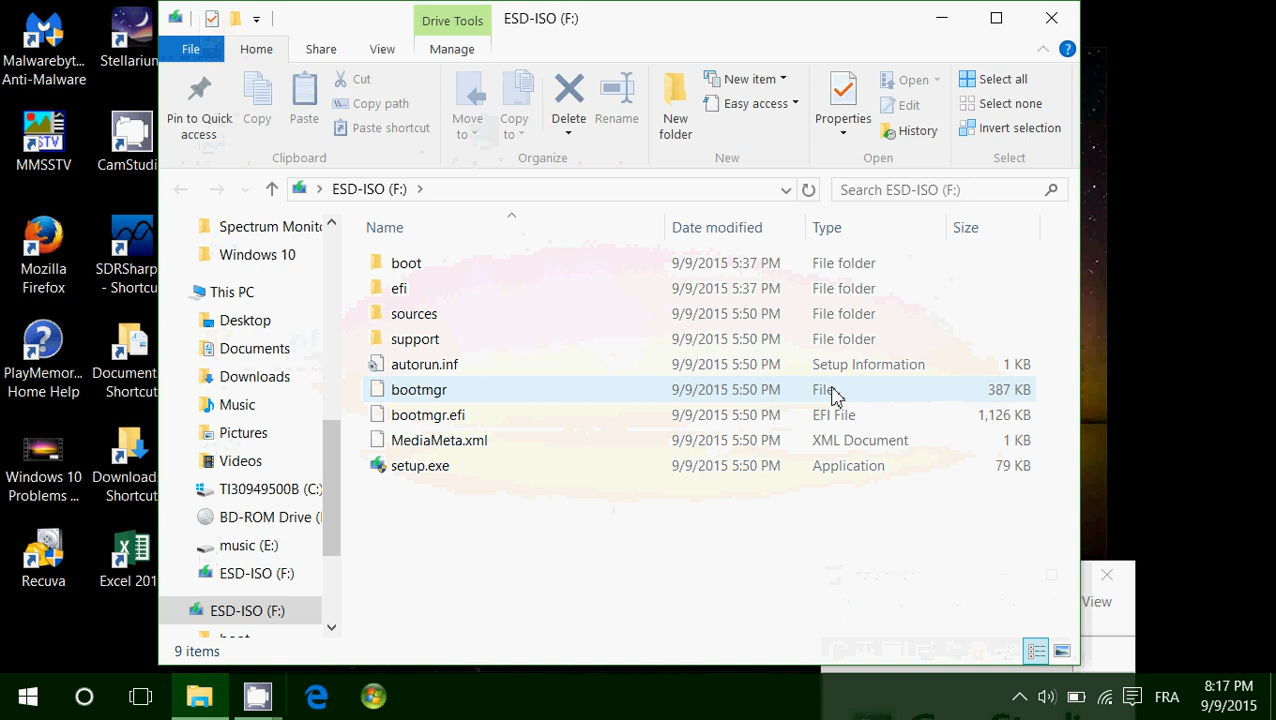 Malwarebyt...
Anti-Malware
Stellarium
MMSSTV
CamStudi
Mozilla
Firefox
SDRSharp
- Shortcu
PlayMemor...
Home Help
Document
Shortcut
Windows 10
Problems ...
Download
Shortcut
Recuva
Excel 201
Drive Tools
ESD-ISO (F:)
File
Home
Share
View
Manage
Pin to Quick
access
Copy
Paste
Cut
Copy path
Paste shortcut
Clipboard
Move
to
Copy
to
Delete
Rename
Organize
New
folder
New item
Easy access
New
Properties
Open
Edit
History
Open
Select all
Select none
Invert selection
Select
ESD-ISO (F:)
Search ESD-ISO (F:)
Spectrum Monito
Windows 10
This PC
Desktop
Documents
Downloads
Music
Pictures
Videos
TI30949500B (C:)
BD-ROM Drive (
music (E:)
ESD-ISO (F:)
ESD-ISO (F:)
boot
Name Date modified Type Size
boot 9/9/2015 5:37 PM File folder
efi 9/9/2015 5:37 PM File folder
sources 9/9/2015 5:50 PM File folder
support 9/9/2015 5:50 PM File folder
autorun.inf 9/9/2015 5:50 PM Setup Information 1 KB
bootmgr 9/9/2015 5:50 PM File 387 KB
bootmgr.efi 9/9/2015 5:50 PM EFI File 1,126 KB
MediaMeta.xml 9/9/2015 5:50 PM XML Document 1 KB
setup.exe 9/9/2015 5:50 PM Application 79 KB
9 items
View
FRA
8:17 PM
9/9/2015